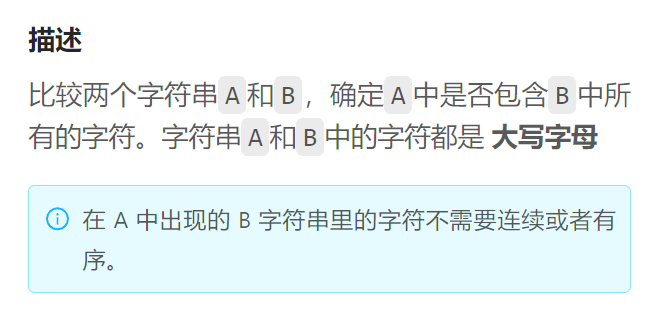 描述
比较两个字符串A和B，确定A中是否包含B中所
有的字符。字符串A和B中的字符都是 大写字母
在 A 中出现的 B 字符串里的字符不需要连续或者有
序。